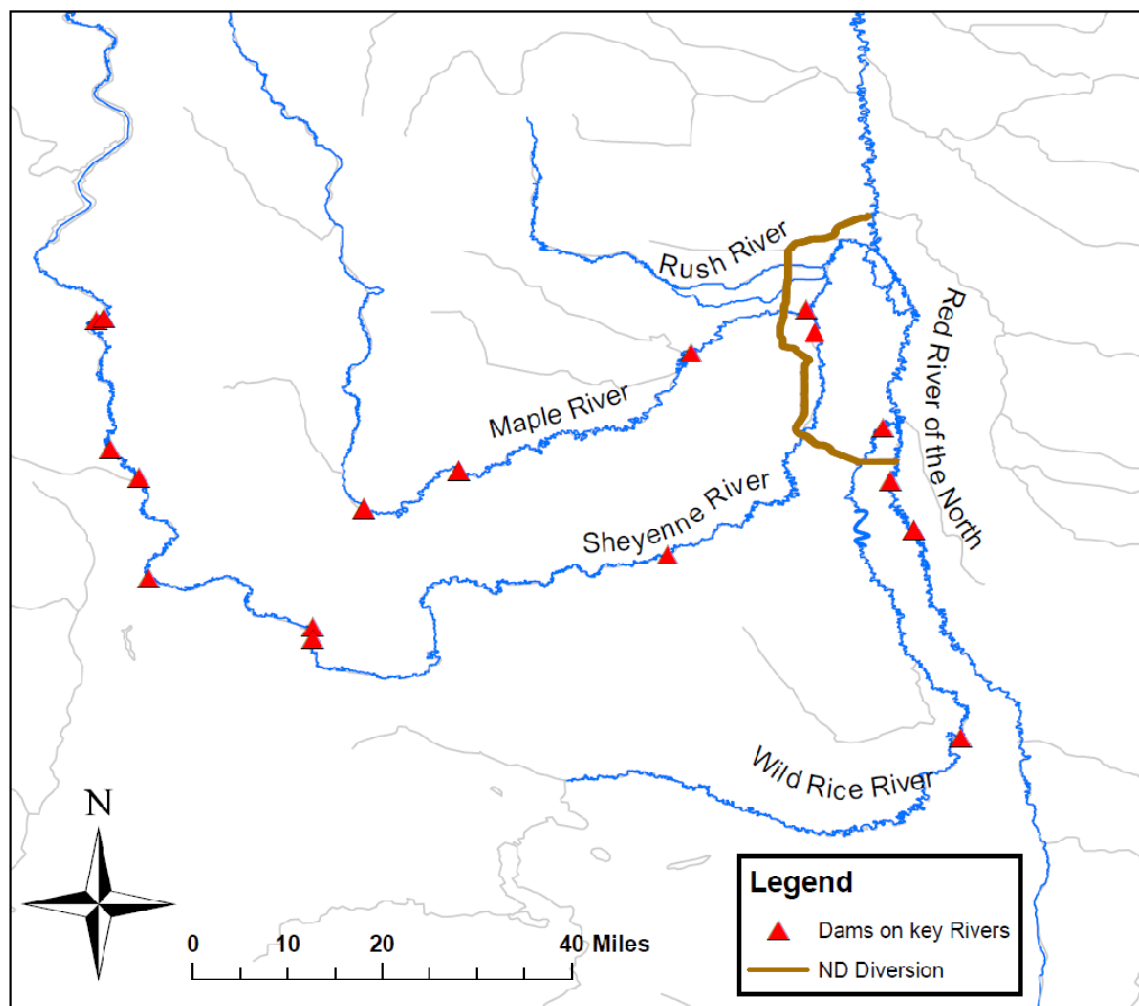 Rush River
Red River of the North
Maple River
Sheyenne River
Wild Rice River
N
0 10 20 40 Miles
Legend
Dams on key Rivers
ND Diversion